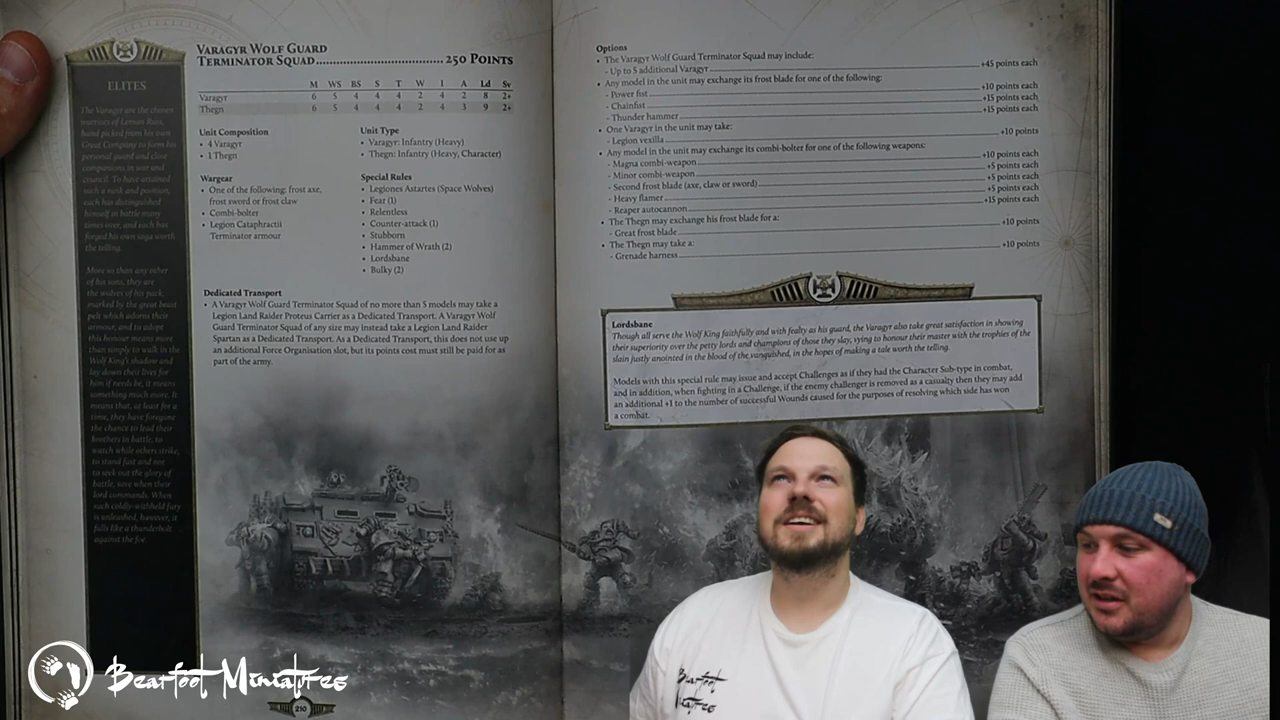 VARAGYR WOLF GUARD
TERMINATOR SQUAD 250 POINTS
M WS BS S T W I A Ld Sv
Varagyr 6 5 4 4 4 2 4 2 8 2+
Thegn 6 5 4 4 4 2 4 3 9 2+
Unit Composition
• 4 Varagyr
• 1 Thegn
Wargear
• One of the following: frost axe,
frost sword or frost claw
• Combi-bolter
• Legion Cataphractii
Terminator armour
Unit Type
• Varagyr: Infantry (Heavy)
• Thegn: Infantry (Heavy, Character)
Special Rules
• Legiones Astartes (Space Wolves)
• Fear (1)
• Relentless
• Counter-attack (1)
• Stubborn
• Hammer of Wrath (2)
• Lordsbane
• Bulky (2)
Dedicated Transport
• A Varagyr Wolf Guard Terminator Squad of no more than 5 models may take a
Legion Land Raider Proteus Carrier as a Dedicated Transport. A Varagyr Wolf
Guard Terminator Squad of any size may instead take a Legion Land Raider
Spartan as a Dedicated Transport. As a Dedicated Transport, this does not use up
an additional Force Organisation slot, but its points cost must still be paid for as
part of the army.
ELITES
The Varagyr are the chosen
warriors of Leman Russ,
hand picked from his own
Great Company to form his
personal guard and close
companions in war and
council. To have attained
such a rank and position,
each has distinguished
himself in battle many
times over, and each has
forged his own saga worth
the telling.
More so than any other
of his sons, they are
the wolves of his pack,
marked by the great beast
pelt which adorns their
armour, and to adopt
this honour means more
than simply to walk in the
Wolf King's shadow and
lay down their lives for
him if needs be, it means
something much more. It
means that, at least for a
time, they have foregone
the chance to lead their
brothers in battle, to
watch while others strike,
to stand fast and not
to seek out the glory of
battle, save when their
lord commands. When
such coldly-withheld fury
is unleashed, however, it
falls like a thunderbolt
against the foe.
210
Options
• The Varagyr Wolf Guard Terminator Squad may include:
- Up to 5 additional Varagyr +45 points each
• Any model in the unit may exchange its frost blade for one of the following:
- Power fist +10 points each
- Chainfist +15 points each
- Thunder hammer +15 points each
• One Varagyr in the unit may take:
- Legion vexilla +10 points
• Any model in the unit may exchange its combi-bolter for one of the following weapons:
- Magna combi-weapon +10 points each
- Minor combi-weapon +5 points each
- Second frost blade (axe, claw or sword) +5 points each
- Heavy flamer +5 points each
- Reaper autocannon +15 points each
• The Thegn may exchange his frost blade for a:
- Great frost blade +10 points
• The Thegn may take a:
- Grenade harness +10 points
Lordsbane
Though all serve the Wolf King faithfully and with fealty as his guard, the Varagyr also take great satisfaction in showing
their superiority over the petty lords and champions of those they slay, vying to honour their master with the trophies of the
slain justly anointed in the blood of the vanquished, in the hopes of making a tale worth the telling.
Models with this special rule may issue and accept Challenges as if they had the Character Sub-type in combat,
and in addition, when fighting in a Challenge, if the enemy challenger is removed as a casualty then they may add
an additional +1 to the number of successful Wounds caused for the purposes of resolving which side has won
a combat.
Bearfoot
Miniatures
Bearfoot Miniatures